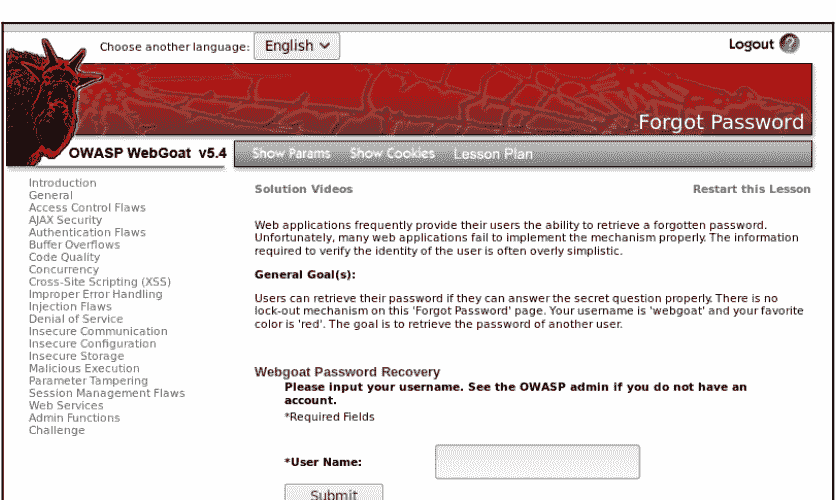 Choose another language: English
Logout ?
Forgot Password
OWASP WebGoat v5.4
Show Params Show Cookies Lesson Plan
Introduction
General
Access Control Flaws
AJAX Security
Authentication Flaws
Buffer Overflows
Code Quality
Concurrency
Cross-Site Scripting (XSS)
Improper Error Handling
Injection Flaws
Denial of Service
Insecure Communication
Insecure Configuration
Insecure Storage
Malicious Execution
Parameter Tampering
Session Management Flaws
Web Services
Admin Functions
Challenge
Solution Videos
Restart this Lesson
Web applications frequently provide their users the ability to retrieve a forgotten password.
Unfortunately, many web applications fail to implement the mechanism properly. The information
required to verify the identity of the user is often overly simplistic.
General Goal(s):
Users can retrieve their password if they can answer the secret question properly. There is no
lock-out mechanism on this 'Forgot Password' page. Your username is 'webgoat' and your favorite
color is 'red'. The goal is to retrieve the password of another user.
Webgoat Password Recovery
Please input your username. See the OWASP admin if you do not have an
account.
*Required Fields
*User Name:
Submit